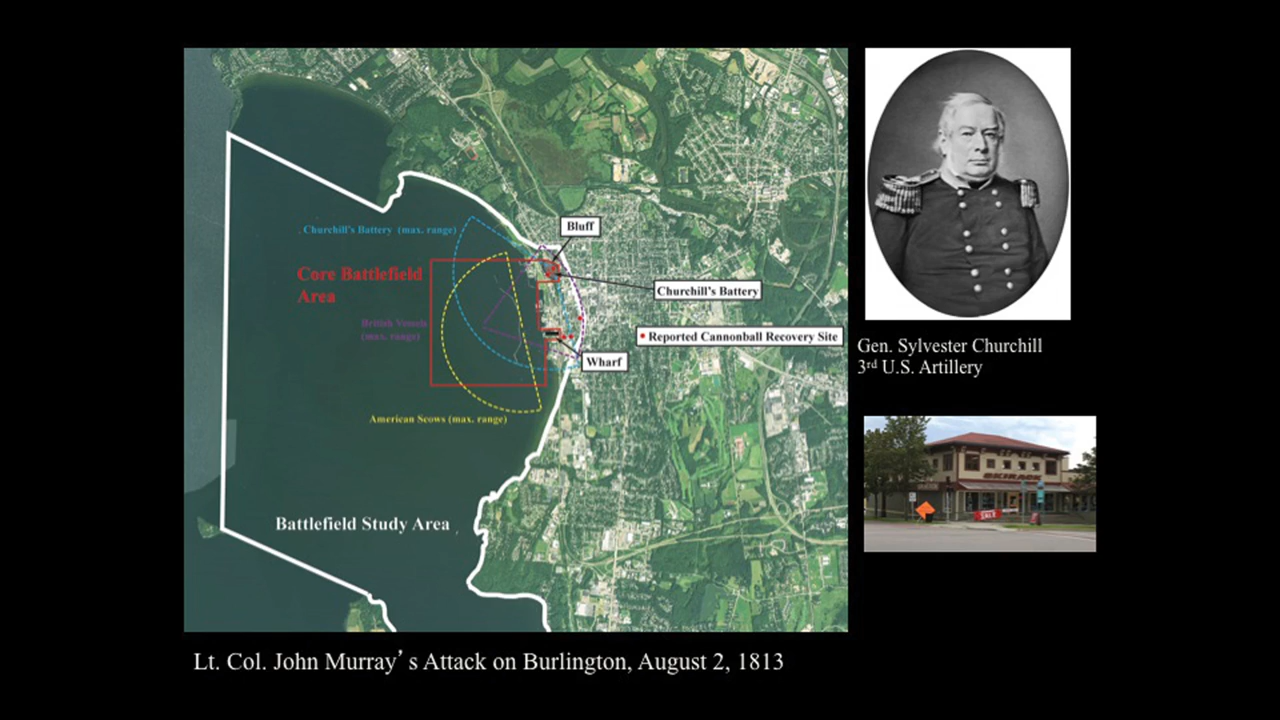 Churchill's Battery (max. range)
Bluff
Core Battlefield
Area
Churchill's Battery
British Vessels
(max. range)
Reported Cannonball Recovery Site
Wharf
American Scows (max. range)
Battlefield Study Area
Gen. Sylvester Churchill
3rd U.S. Artillery
SKIRACK
SALE
Lt. Col. John Murray's Attack on Burlington, August 2, 1813